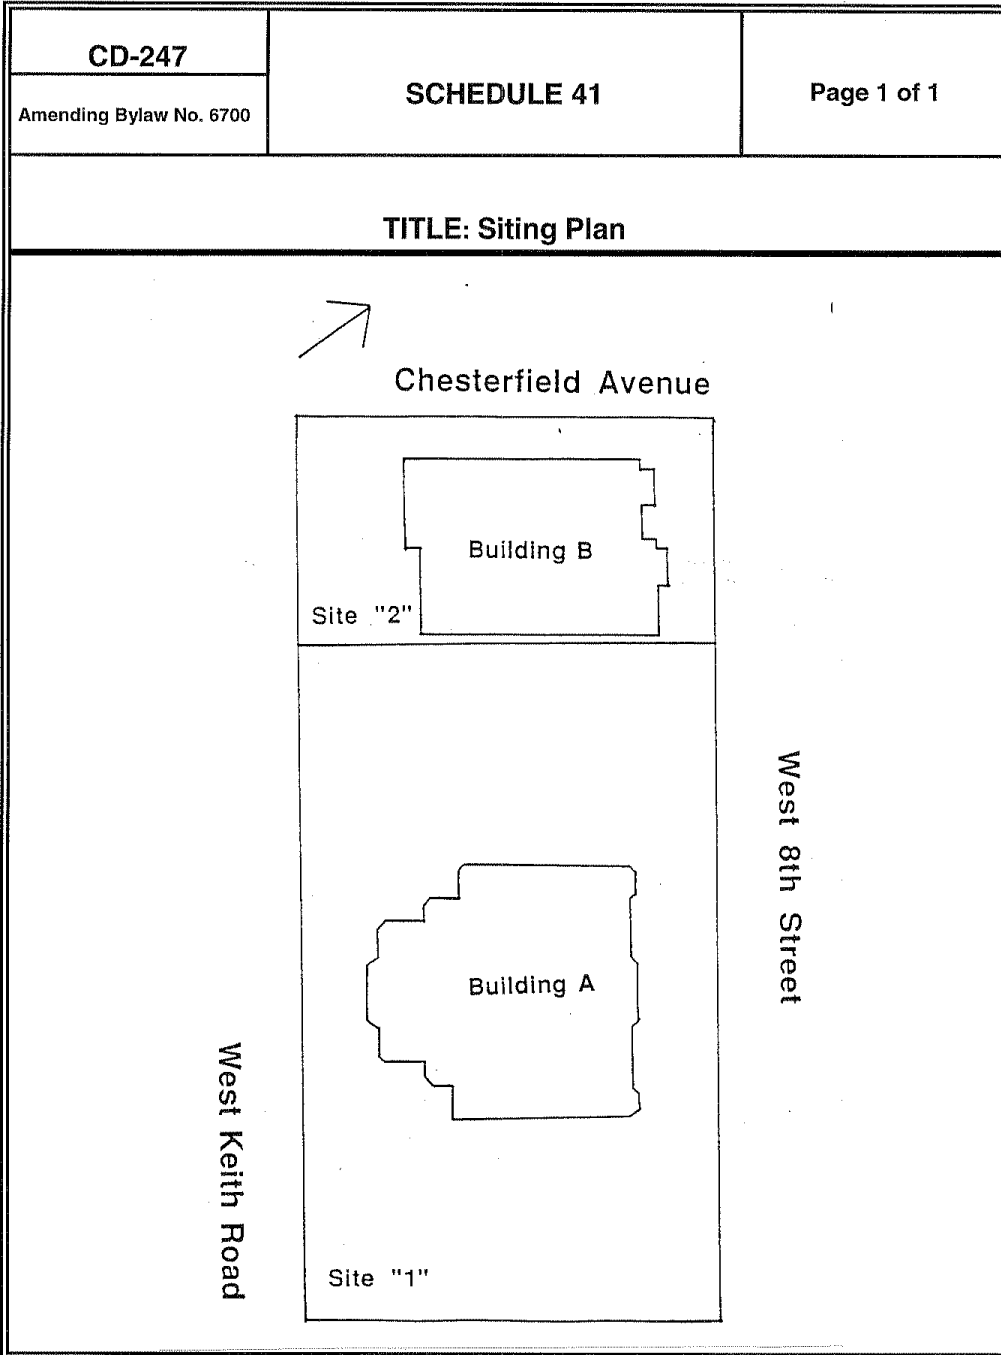 CD-247
Amending Bylaw No. 6700
SCHEDULE 41
Page 1 of 1
TITLE: Siting Plan
Chesterfield Avenue
Building B
Site "2"
West 8th Street
Building A
West Keith Road
Site "1"